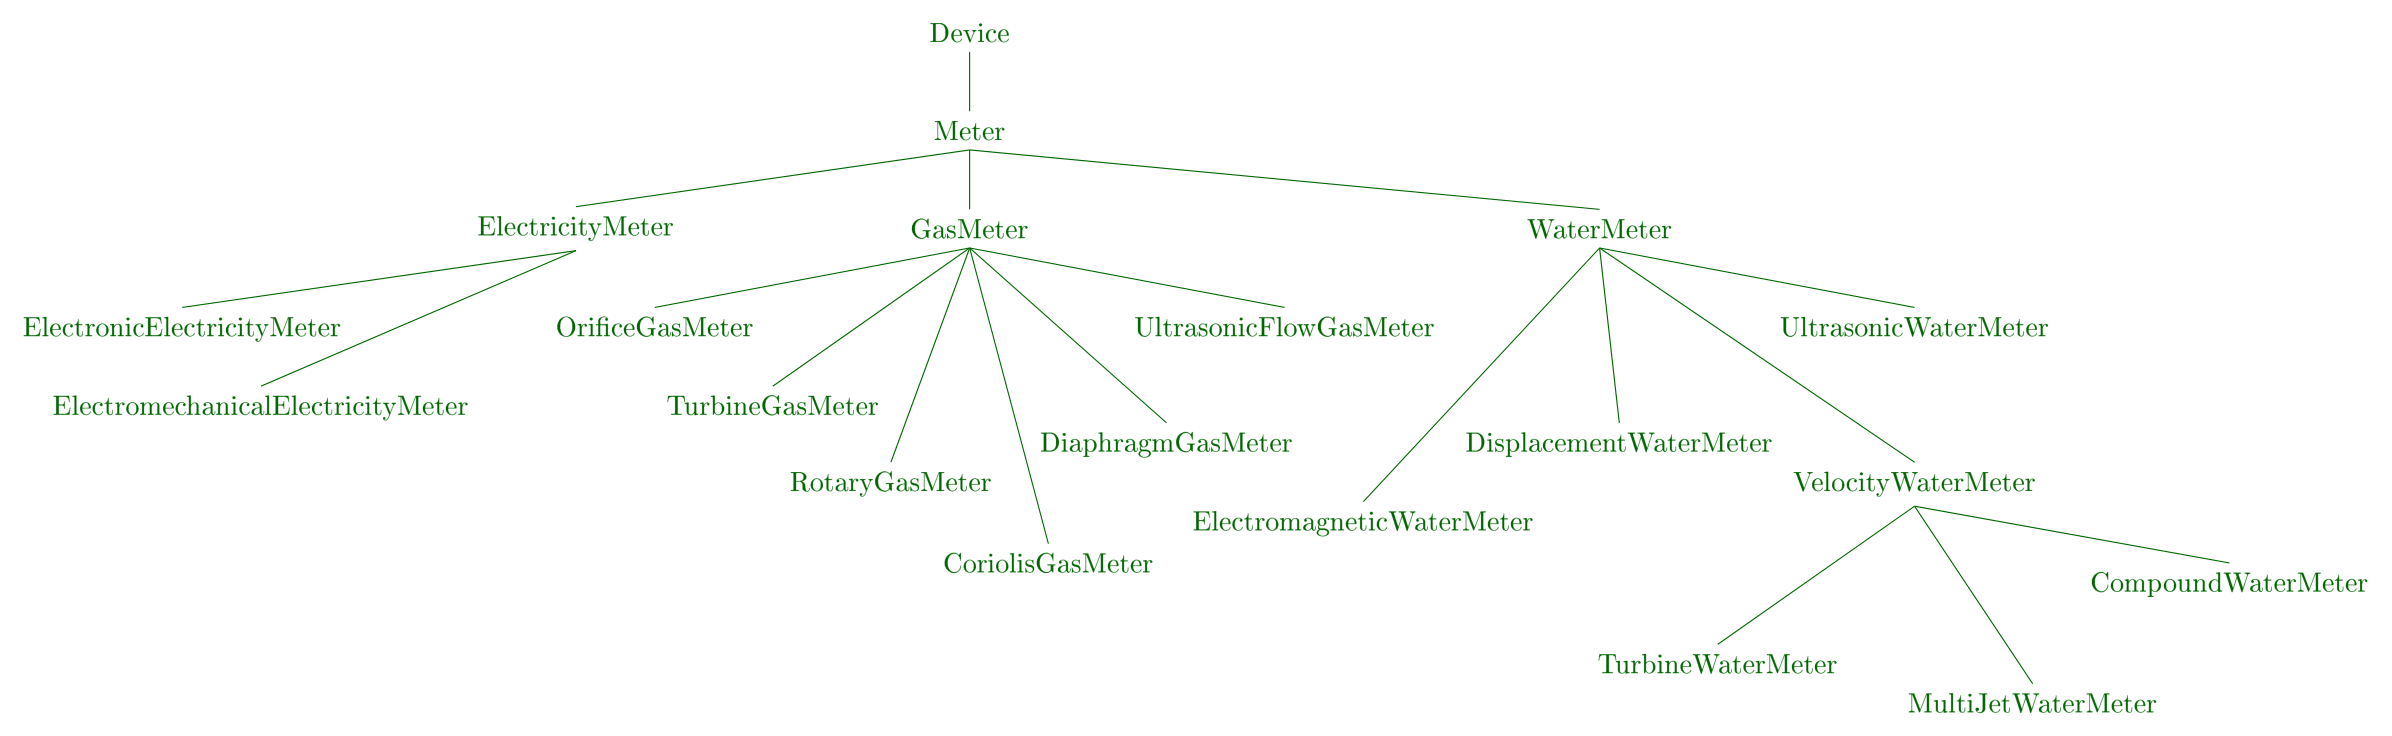 Device
Meter
ElectricityMeter
GasMeter
WaterMeter
ElectronicElectricityMeter
OrificeGasMeter
UltrasonicFlowGasMeter
UltrasonicWaterMeter
ElectromechanicalElectricityMeter
TurbineGasMeter
DiaphragmGasMeter
DisplacementWaterMeter
RotaryGasMeter
VelocityWaterMeter
ElectromagneticWaterMeter
CoriolisGasMeter
CompoundWaterMeter
TurbineWaterMeter
MultiJetWaterMeter